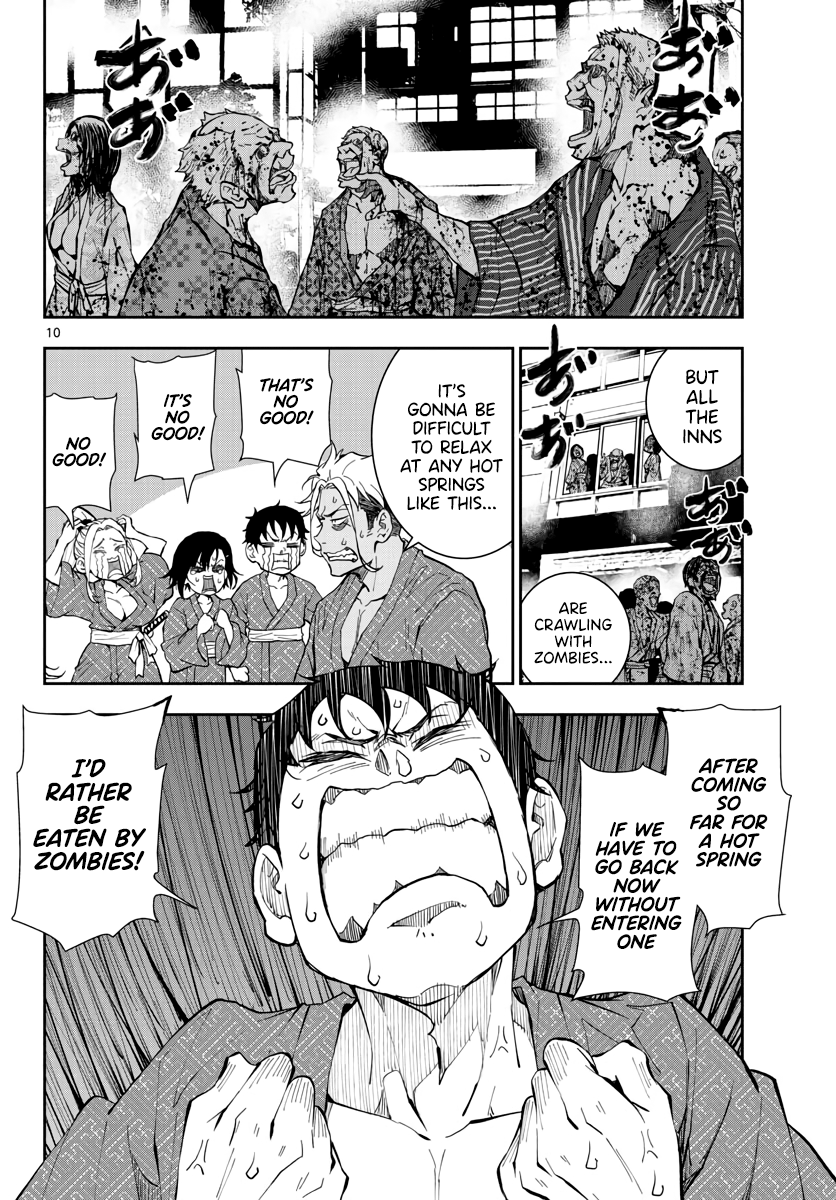 あ゛ぁ゛
あ゛ぁ゛
10
BUT
ALL
THE
INNS
あ゛ぁ゛
あ゛ぁ゛
ARE
CRAWLING
WITH
ZOMBIES...
IT'S
GONNA BE
DIFFICULT
TO RELAX
AT ANY HOT
SPRINGS
LIKE THIS...
THAT'S
NO
GOOD!
IT'S
NO
GOOD!
NO
GOOD!
AFTER
COMING
SO
FAR FOR
A HOT
SPRING
IF WE
HAVE TO
GO BACK
NOW
WITHOUT
ENTERING
ONE
I'D
RATHER
BE
EATEN BY
ZOMBIES!